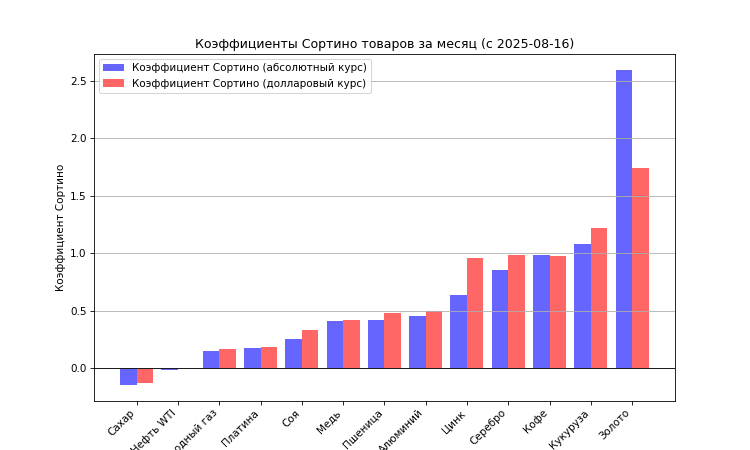 Коэффициенты Сортино товаров за месяц (с 2025-08-16)
Коэффициент Сортино (абсолютный курс)
Коэффициент Сортино (долларовый курс)
Коэффициент Сортино
2.5
2.0
1.5
1.0
0.5
0.0
Сахар
Нефть WTI
одный газ
Платина
Соя
Медь
Пшеница
Алюминий
Цинк
Серебро
Кофе
Кукуруза
Золото